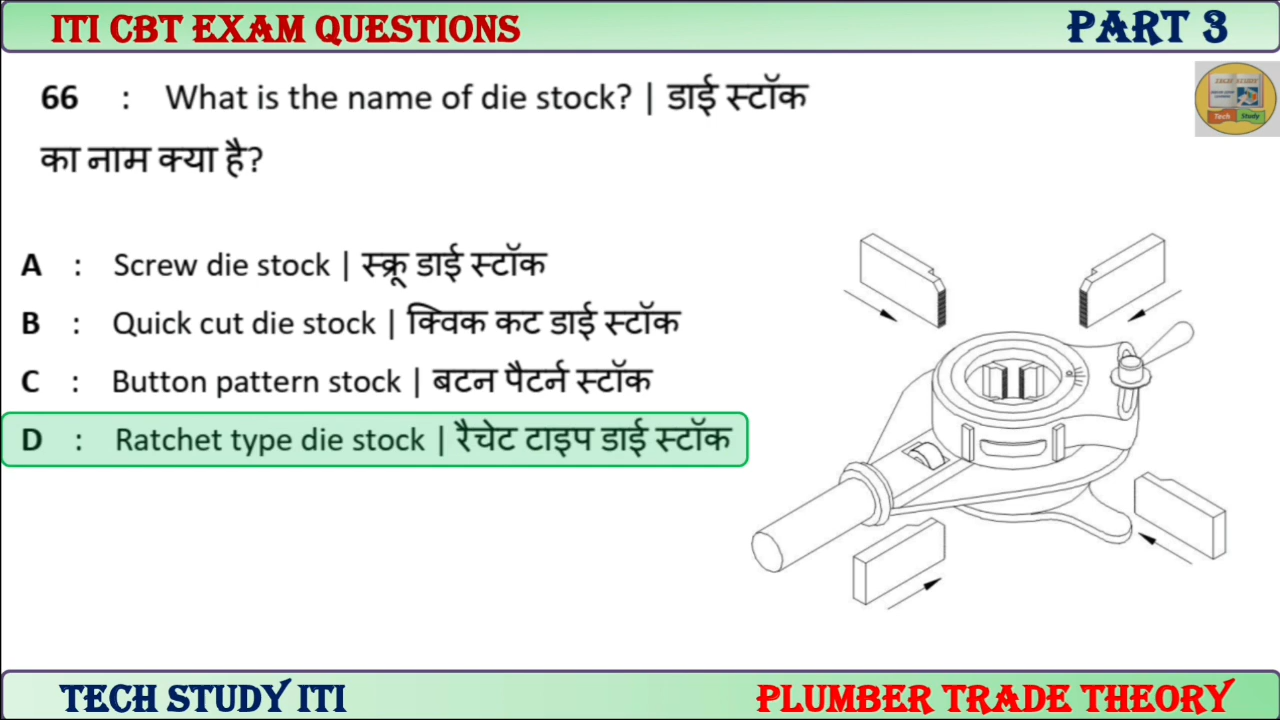 ITI CBT EXAM QUESTIONS
PART 3
66 : What is the name of die stock? | डाई स्टॉक
का नाम क्या है?
TECH STUDY
Tech Study
A : Screw die stock | स्क्रू डाई स्टॉक
B : Quick cut die stock | क्विक कट डाई स्टॉक
C : Button pattern stock | बटन पैटर्न स्टॉक
D : Ratchet type die stock | रैचेट टाइप डाई स्टॉक
TECH STUDY ITI
PLUMBER TRADE THEORY